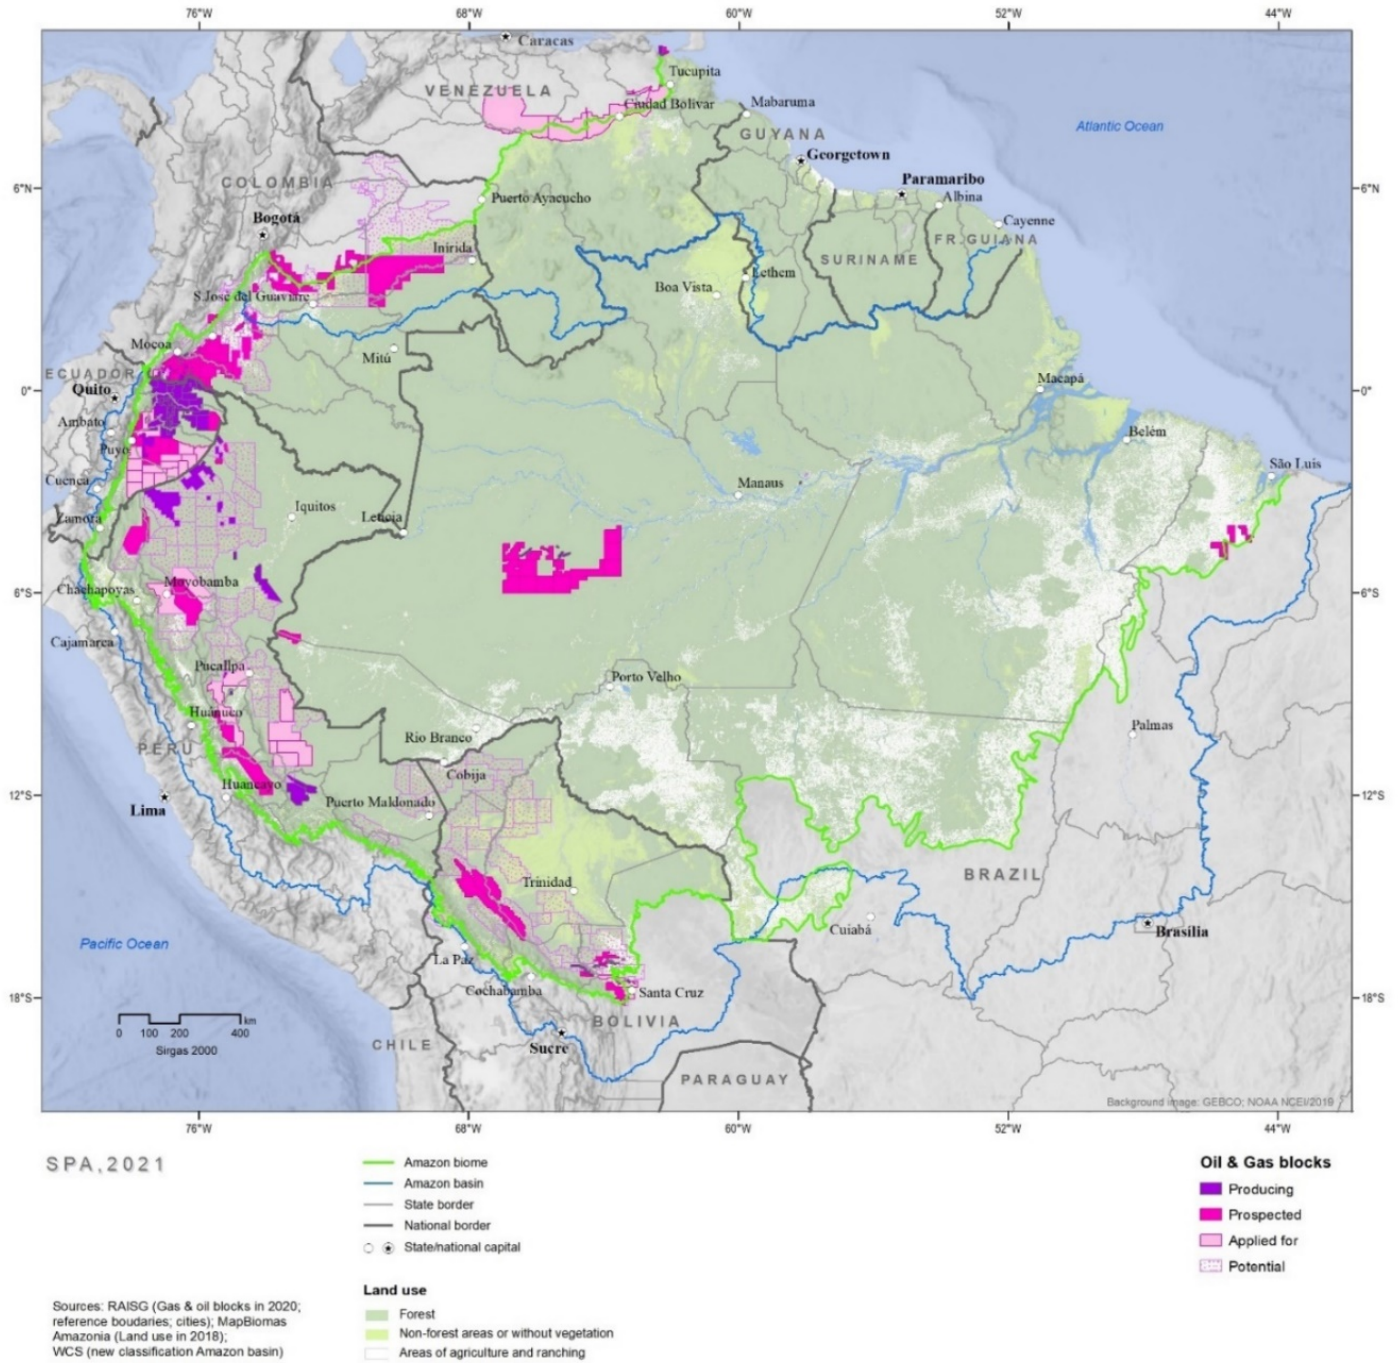 76°W 68°W 60°W 52°W 44°W
Caracas
Tucupita
VENEZUELA
Ciudad Bolívar
Mabaruma
Atlantic Ocean
GUYANA
Georgetown
COLOMBIA
Paramaribo
6°N 6°N
Puerto Ayacucho
Albina
Bogotá
Cayenne
Inírida
FR.GUIANA
SURINAME
Lethem
Boa Vista
S.José del Guaviare
Mocoa
Mitú
ECUADOR
Macapá
Quito
0° 0°
Ambato
Belém
Puyo
São Luis
Cuenca
Manaus
Iquitos
Zamora
Leticia
Moyobamba
Chachapoyas
6°S 6°S
Cajamarca
Pucallpa
Porto Velho
Huánuco
Palmas
PERU
Rio Branco
Cobija
Huancayo
Puerto Maldonado
12°S 12°S
Lima
BRAZIL
Trinidad
Cuiabá
Brasília
Pacific Ocean
La Paz
Cochabamba
Santa Cruz
18°S 18°S
BOLIVIA
0 100 200 400 km
Sirgas 2000
CHILE
Sucre
PARAGUAY
Background image: GEBCO; NOAA NCEI/2019
76°W 68°W 60°W 52°W 44°W
SPA,2021
Amazon biome
Amazon basin
State border
National border
State/national capital
Land use
Forest
Non-forest areas or without vegetation
Areas of agriculture and ranching
Oil & Gas blocks
Producing
Prospected
Applied for
Potential
Sources: RAISG (Gas & oil blocks in 2020;
reference boudaries; cities); MapBiomas
Amazonia (Land use in 2018);
WCS (new classification Amazon basin)